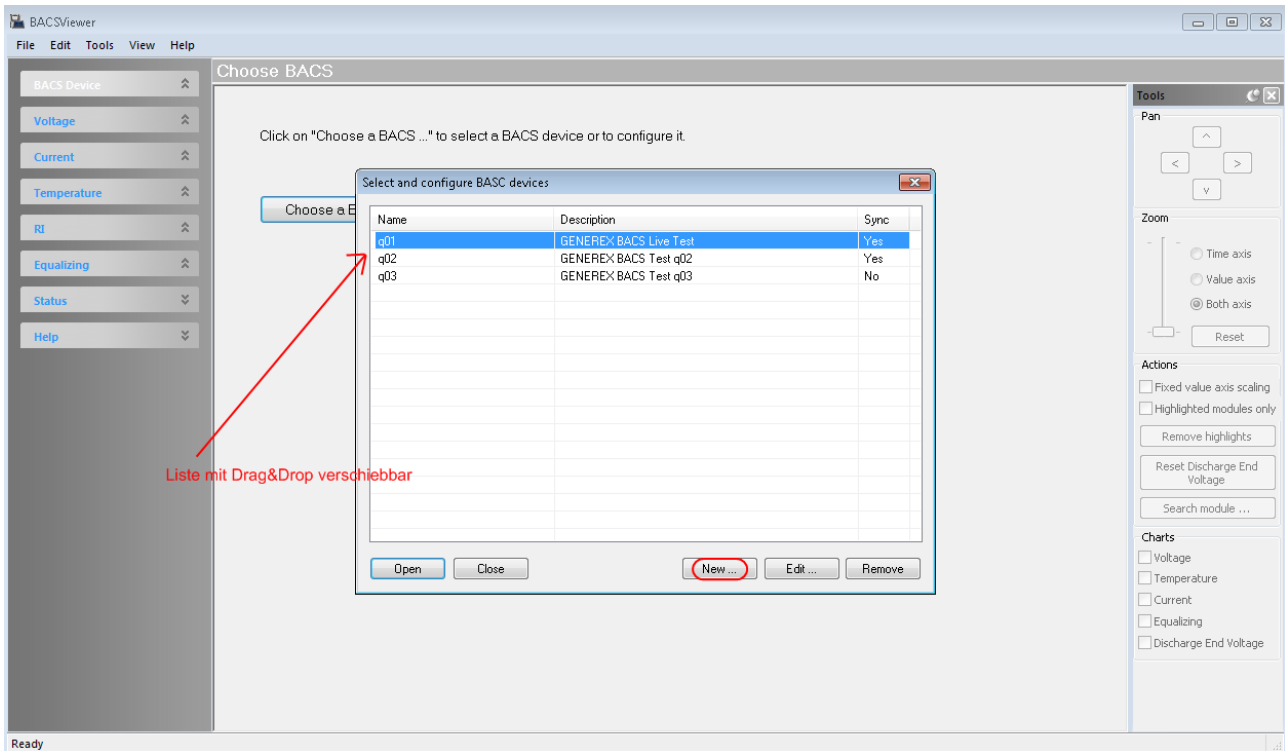 BACSViewer
File Edit Tools View Help
Choose BACS
BACS Device
Voltage
Current
Temperature
RI
Equalizing
Status
Help
Click on "Choose a BACS ..." to select a BACS device or to configure it.
Choose a B
Select and configure BASC devices
Name Description Sync
q01 GENEREX BACS Live Test Yes
q02 GENEREX BACS Test q02 Yes
q03 GENEREX BACS Test q03 No
Liste mit Drag&Drop verschiebbar
Open Close New ... Edit ... Remove
Tools
Pan
^
< >
v
Zoom
Time axis
Value axis
Both axis
Reset
Actions
Fixed value axis scaling
Highlighted modules only
Remove highlights
Reset Discharge End
Voltage
Search module ...
Charts
Voltage
Temperature
Current
Equalizing
Discharge End Voltage
Ready